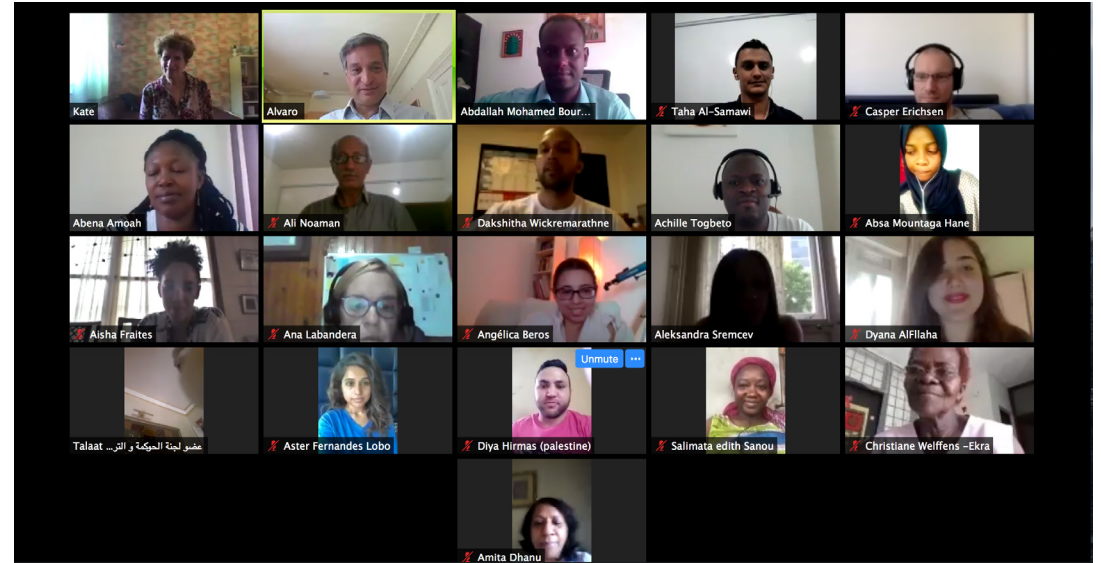 Kate
Alvaro
Abdallah Mohamed Bour...
Taha Al-Samawi
Casper Erichsen
Abena Amoah
Ali Noaman
Dakshitha Wickremarathne
Achille Togbeto
Absa Mountaga Hane
Aisha Fraites
Ana Labandera
Angélica Beros
Aleksandra Sremcev
Dyana AlFllaha
Unmute
Talaat عضو لجنة الحوكمة و التر...
Aster Fernandes Lobo
Diya Hirmas (palestine)
Salimata edith Sanou
Christiane Welffens -Ekra
Amita Dhanu